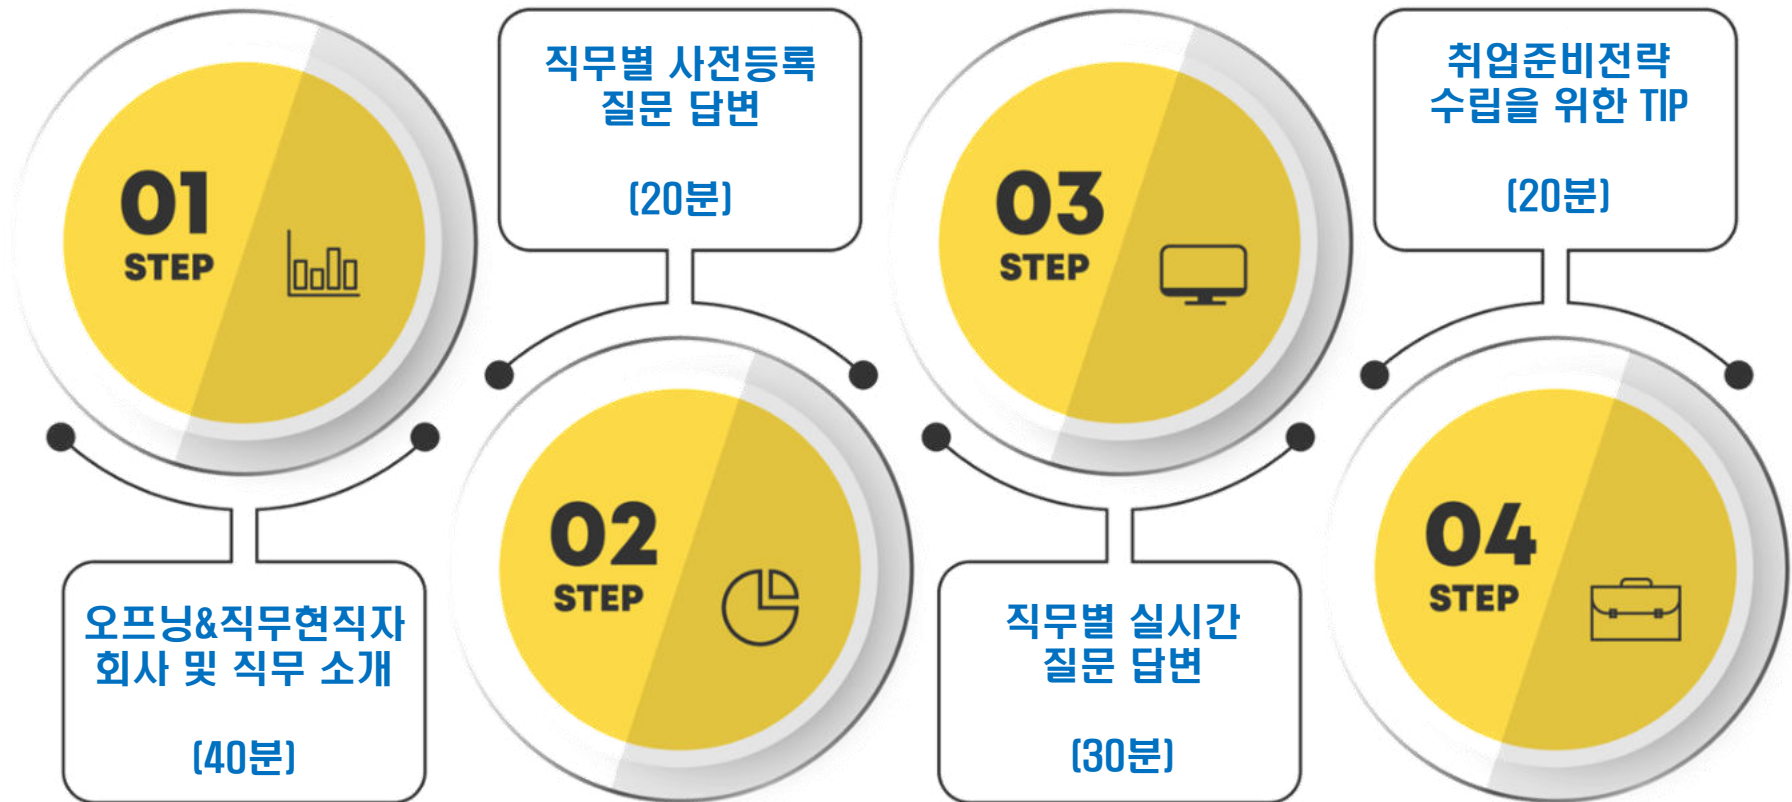 01
STEP
오프닝&직무현직자
회사 및 직무 소개
(40분)
직무별 사전등록
질문 답변
(20분)
02
STEP
03
STEP
직무별 실시간
질문 답변
(30분)
취업준비전략
수립을 위한 TIP
(20분)
04
STEP